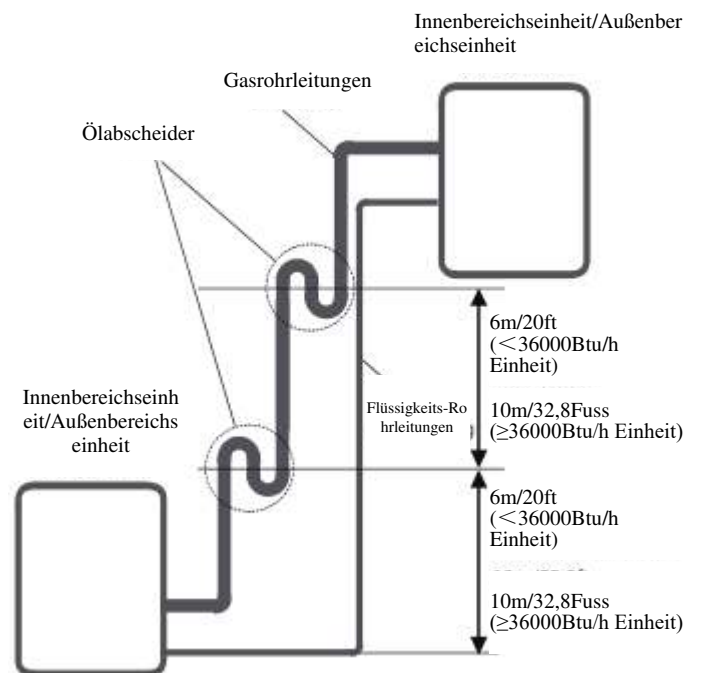 Innenbereichseinheit/Außenber
eichseinheit
Gasrohrleitungen
Ölabscheider
6m/20ft
(＜36000Btu/h
Einheit)
Innenbereichseinh
eit/Außenbereichs
einheit
Flüssigkeits-Ro
hrleitungen
10m/32,8Fuss
(≥36000Btu/h Einheit)
6m/20ft
(＜36000Btu/h
Einheit)
10m/32,8Fuss
(≥36000Btu/h Einheit)